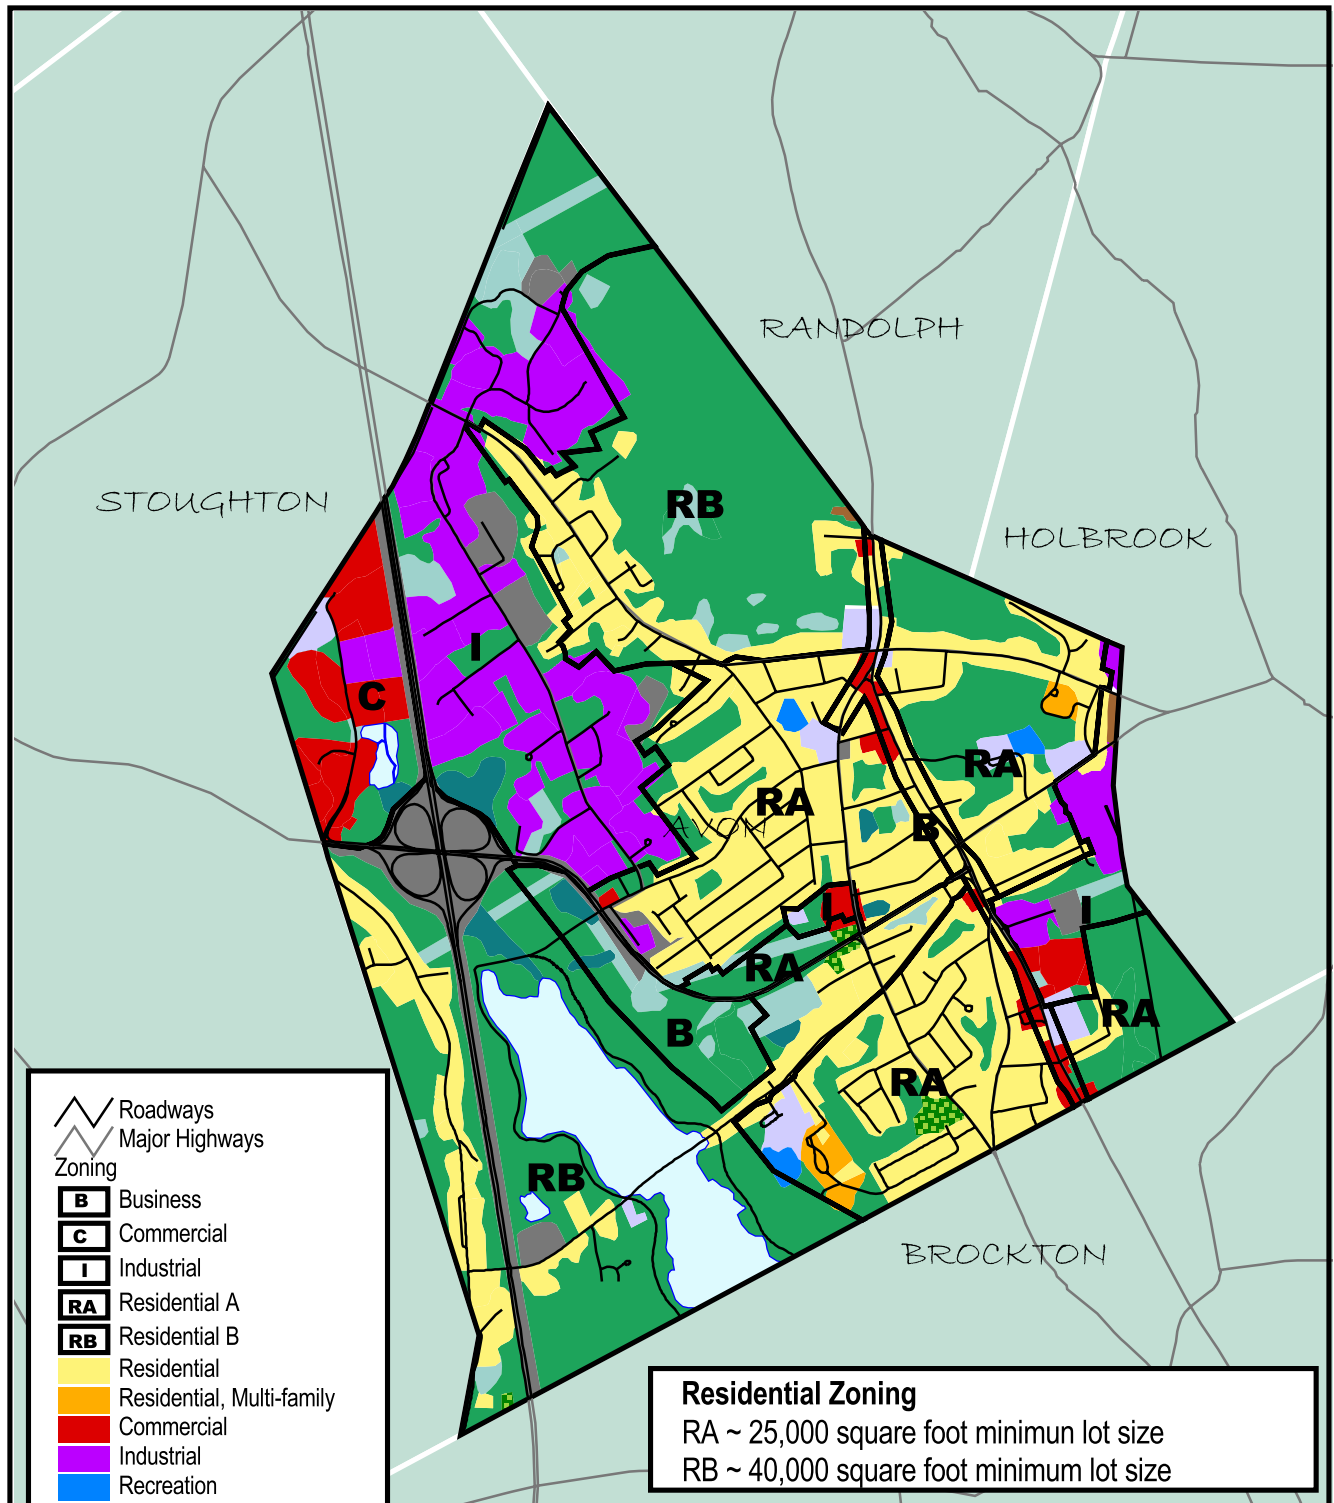 RANDOLPH
STOUGHTON
RB
HOLBROOK
I
C
RA
RA
AVON
B
I
I
RA
RA
B
RA
RB
BROCKTON
Roadways
Major Highways
Zoning
B Business
C Commercial
I Industrial
RA Residential A
RB Residential B
Residential
Residential, Multi-family
Commercial
Industrial
Recreation
Residential Zoning
RA ~ 25,000 square foot minimun lot size
RB ~ 40,000 square foot minimum lot size